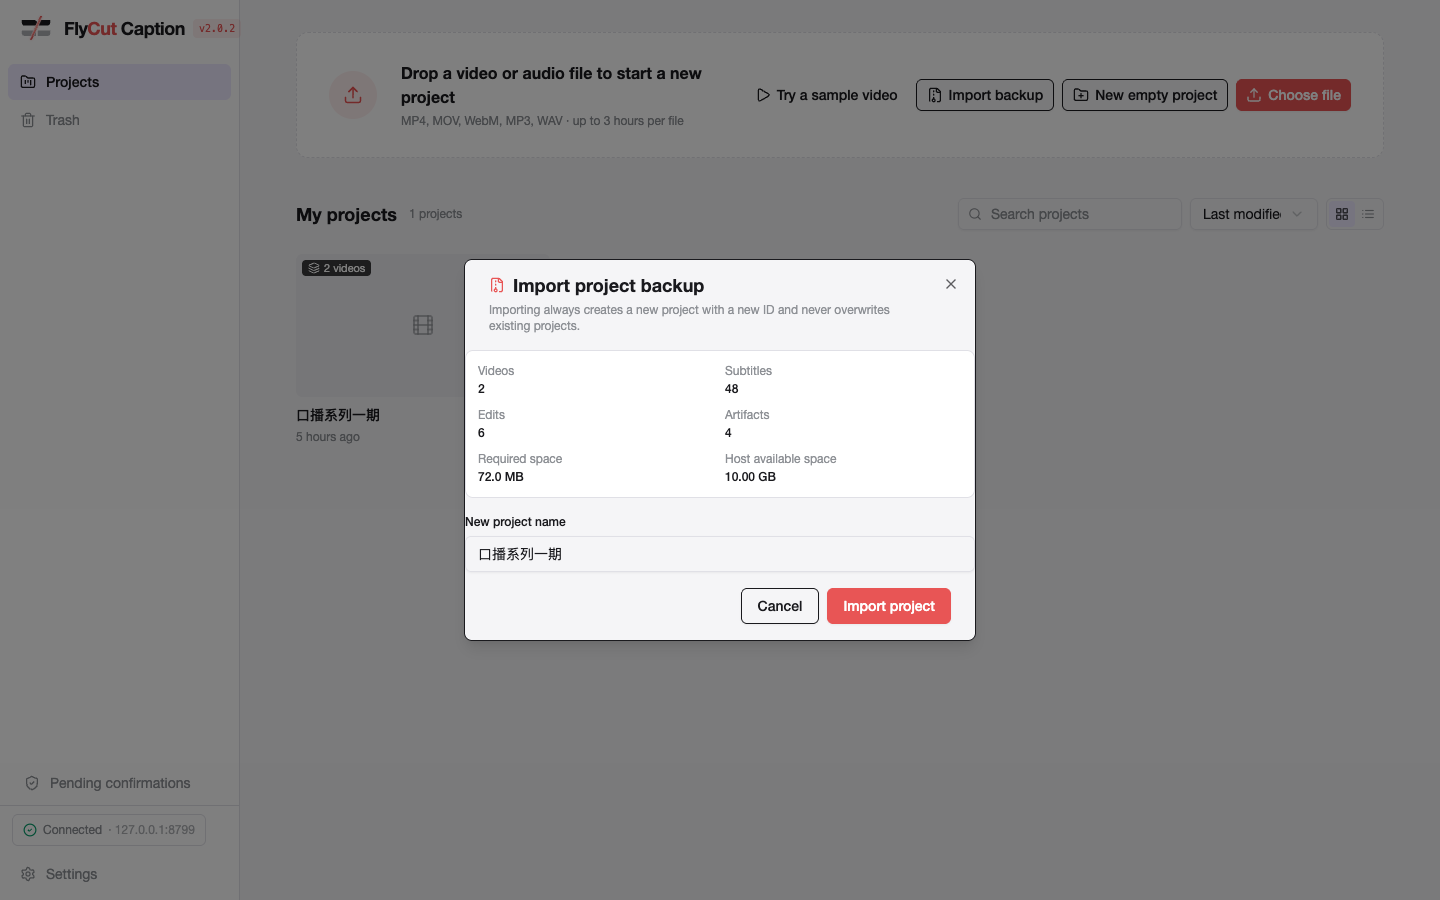 FlyCut Caption v2.0.2
Projects
Trash
Drop a video or audio file to start a new
project
MP4, MOV, WebM, MP3, WAV · up to 3 hours per file
Try a sample video
Import backup
New empty project
Choose file
My projects 1 projects
Search projects
Last modifie
2 videos
口播系列一期
5 hours ago
Import project backup
Importing always creates a new project with a new ID and never overwrites
existing projects.
Videos
2
Subtitles
48
Edits
6
Artifacts
4
Required space
72.0 MB
Host available space
10.00 GB
New project name
口播系列一期
Cancel
Import project
Pending confirmations
Connected · 127.0.0.1:8799
Settings